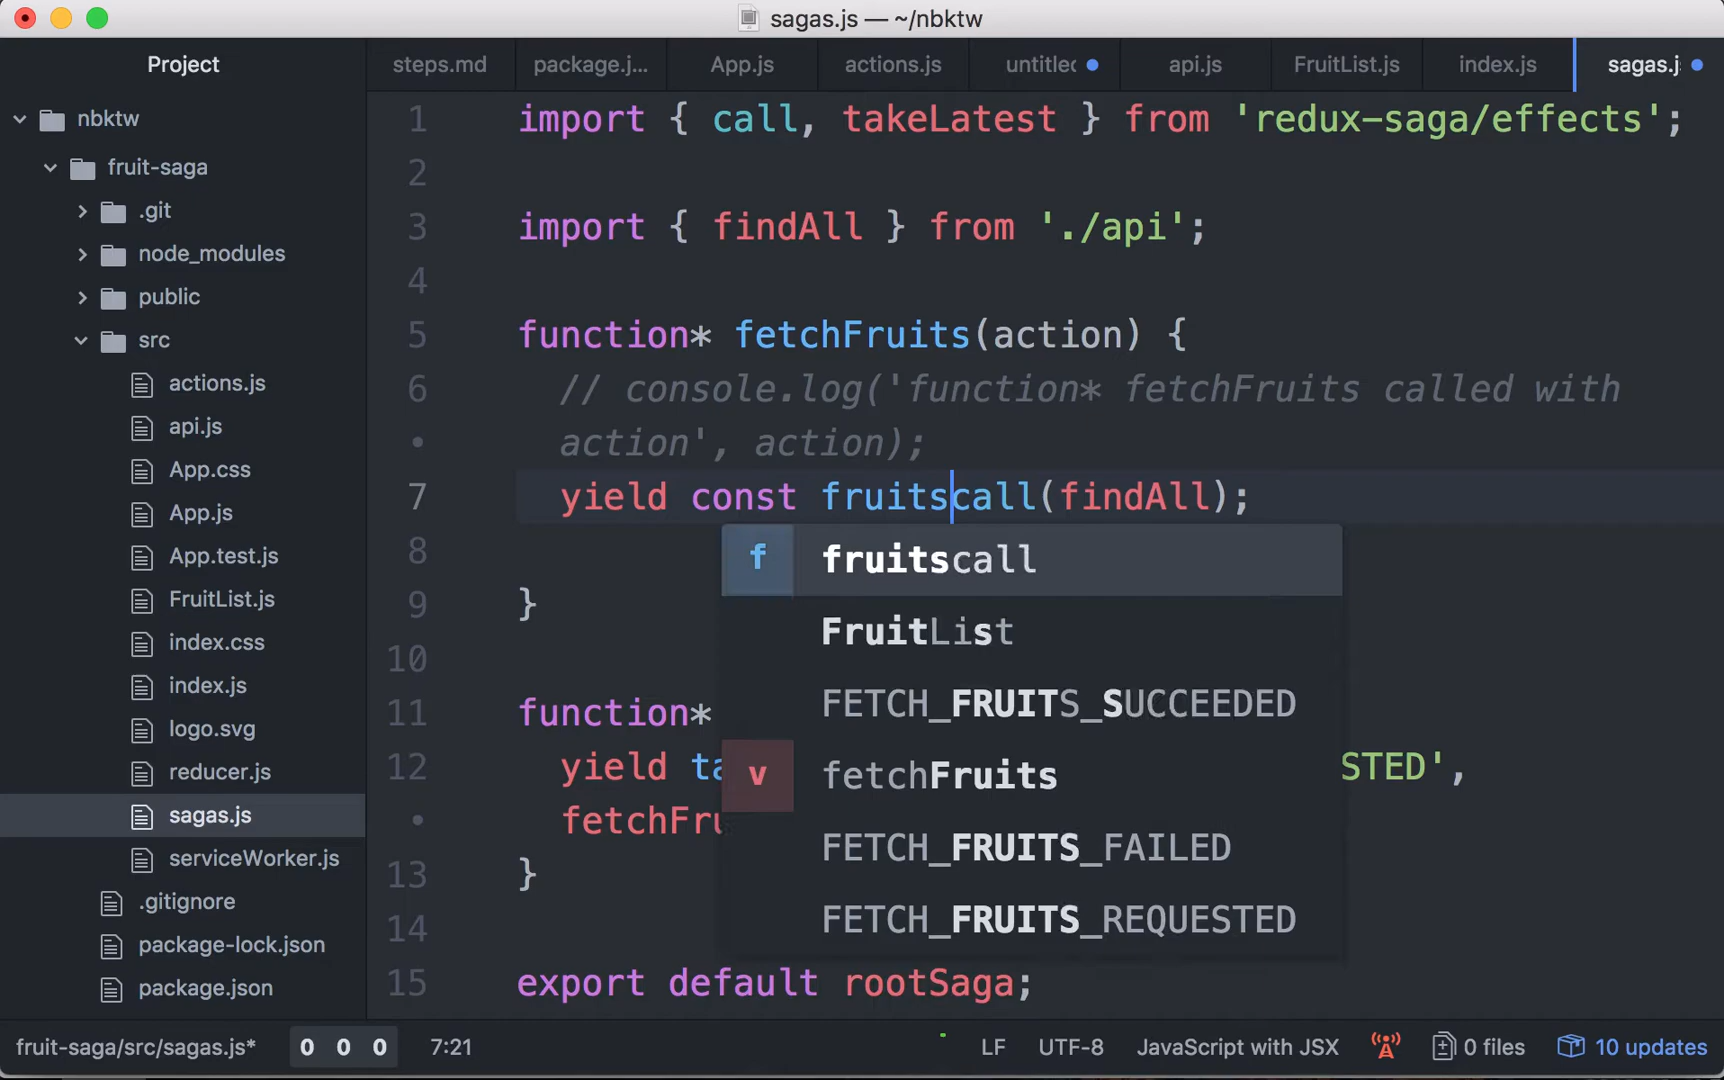 sagas.js — ~/nbktw
Project
steps.md
package.j...
App.js
actions.js
untitled
api.js
FruitList.js
index.js
sagas.j
nbktw
fruit-saga
.git
node_modules
public
src
actions.js
api.js
App.css
App.js
App.test.js
FruitList.js
index.css
index.js
logo.svg
reducer.js
sagas.js
serviceWorker.js
.gitignore
package-lock.json
package.json
1 import { call, takeLatest } from 'redux-saga/effects';
2
3 import { findAll } from './api';
4
5 function* fetchFruits(action) {
6 // console.log('function* fetchFruits called with
• action', action);
7 yield const fruitscall(findAll);
8
9 }
10
11 function*
12 yield ta STED',
• fetchFru
13 }
14
15 export default rootSaga;
f fruitscall
FruitList
FETCH_FRUITS_SUCCEEDED
v fetchFruits
FETCH_FRUITS_FAILED
FETCH_FRUITS_REQUESTED
fruit-saga/src/sagas.js* 0 0 0 7:21 LF UTF-8 JavaScript with JSX 0 files 10 updates